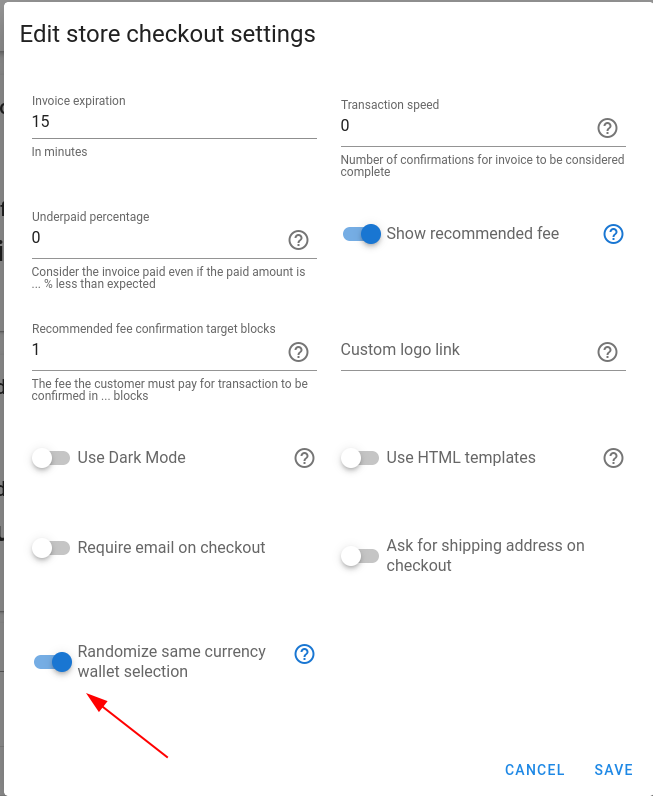 Edit store checkout settings
Invoice expiration
15
In minutes
Transaction speed
0
Number of confirmations for invoice to be considered
complete
Underpaid percentage
0
Consider the invoice paid even if the paid amount is
... % less than expected
Show recommended fee
Recommended fee confirmation target blocks
1
The fee the customer must pay for transaction to be
confirmed in ... blocks
Custom logo link
Use Dark Mode
Use HTML templates
Require email on checkout
Ask for shipping address on
checkout
Randomize same currency
wallet selection
CANCEL
SAVE